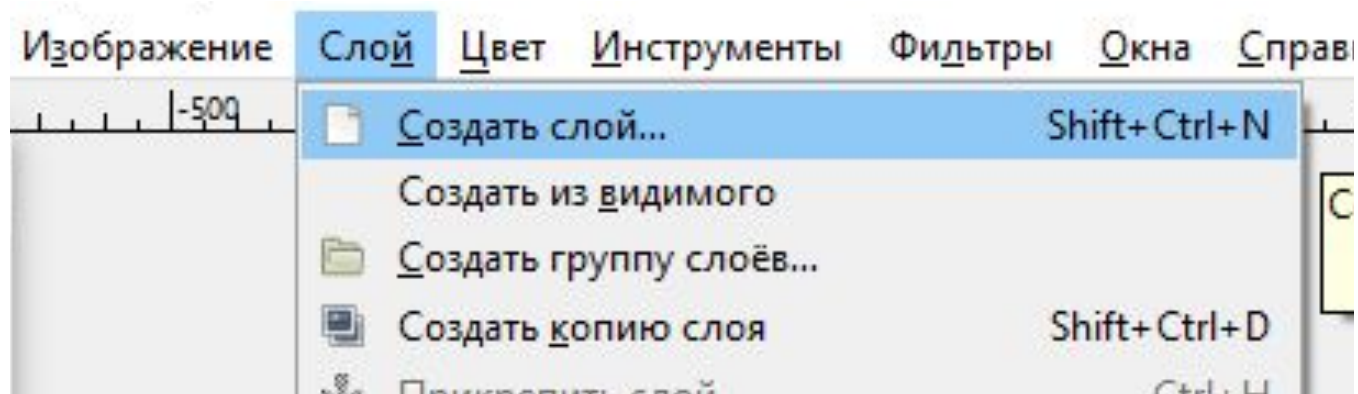 Изображение Слой Цвет Инструменты Фильтры Окна
-500
Создать слой... Shift+Ctrl+N
Создать из видимого
Создать группу слоёв...
Создать копию слоя Shift+Ctrl+D